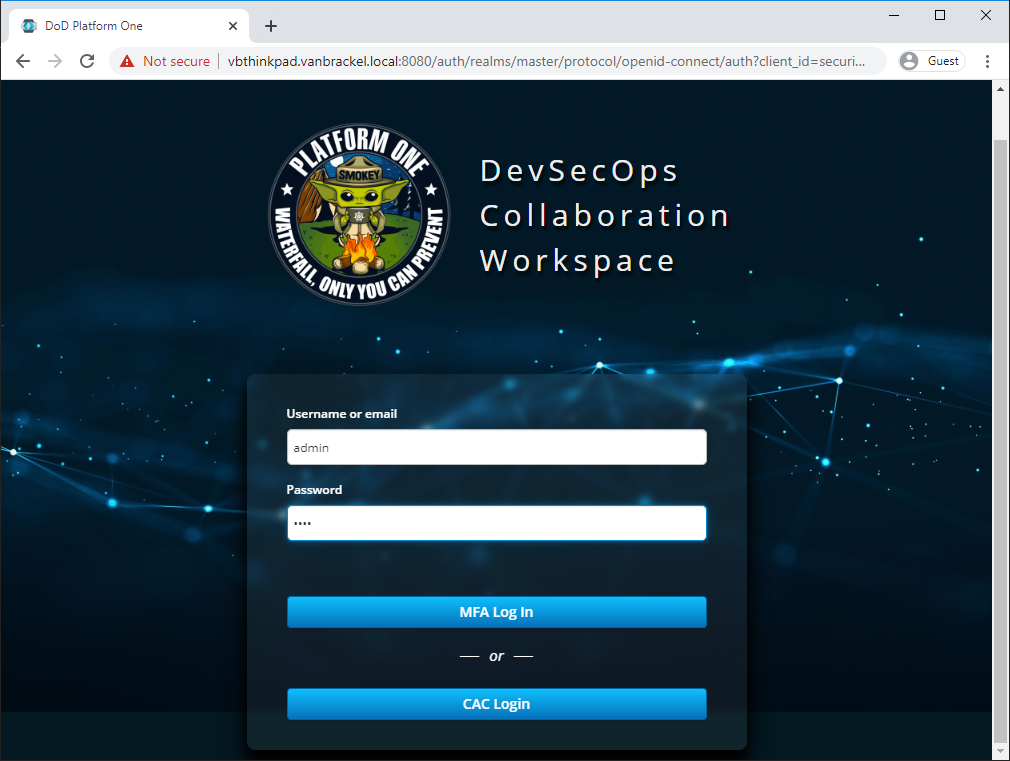 DoD Platform One
Not secure
vbthinkpad.vanbrackel.local:8080/auth/realms/master/protocol/openid-connect/auth?client_id=securi...
Guest
PLATFORM ONE
SMOKEY
WATERFALL, ONLY YOU CAN PREVENT
DevSecOps
Collaboration
Workspace
Username or email
admin
Password
••••
MFA Log In
or
CAC Login